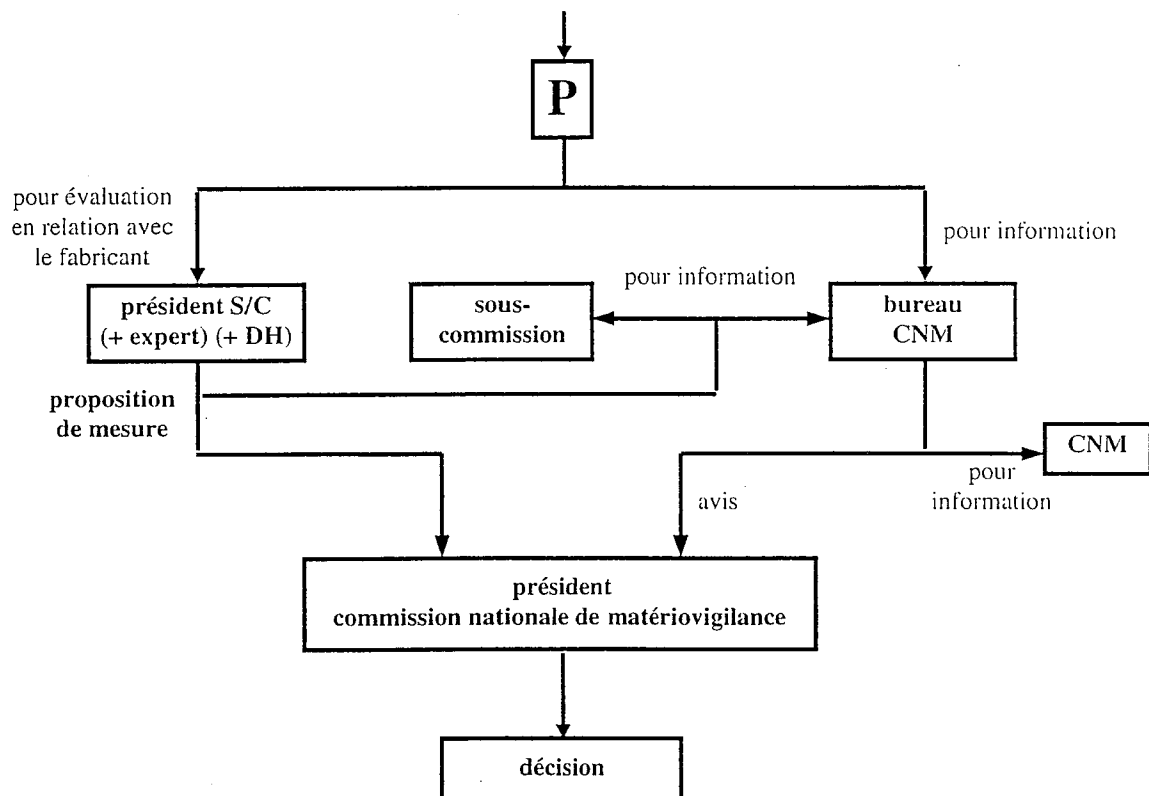 P
pour évaluation
en relation avec
le fabricant
pour information
pour information
président S/C
(+ expert) (+ DH)
sous-
commission
bureau
CNM
proposition
de mesure
CNM
avis
pour
information
président
commission nationale de matèriovigilance
décision